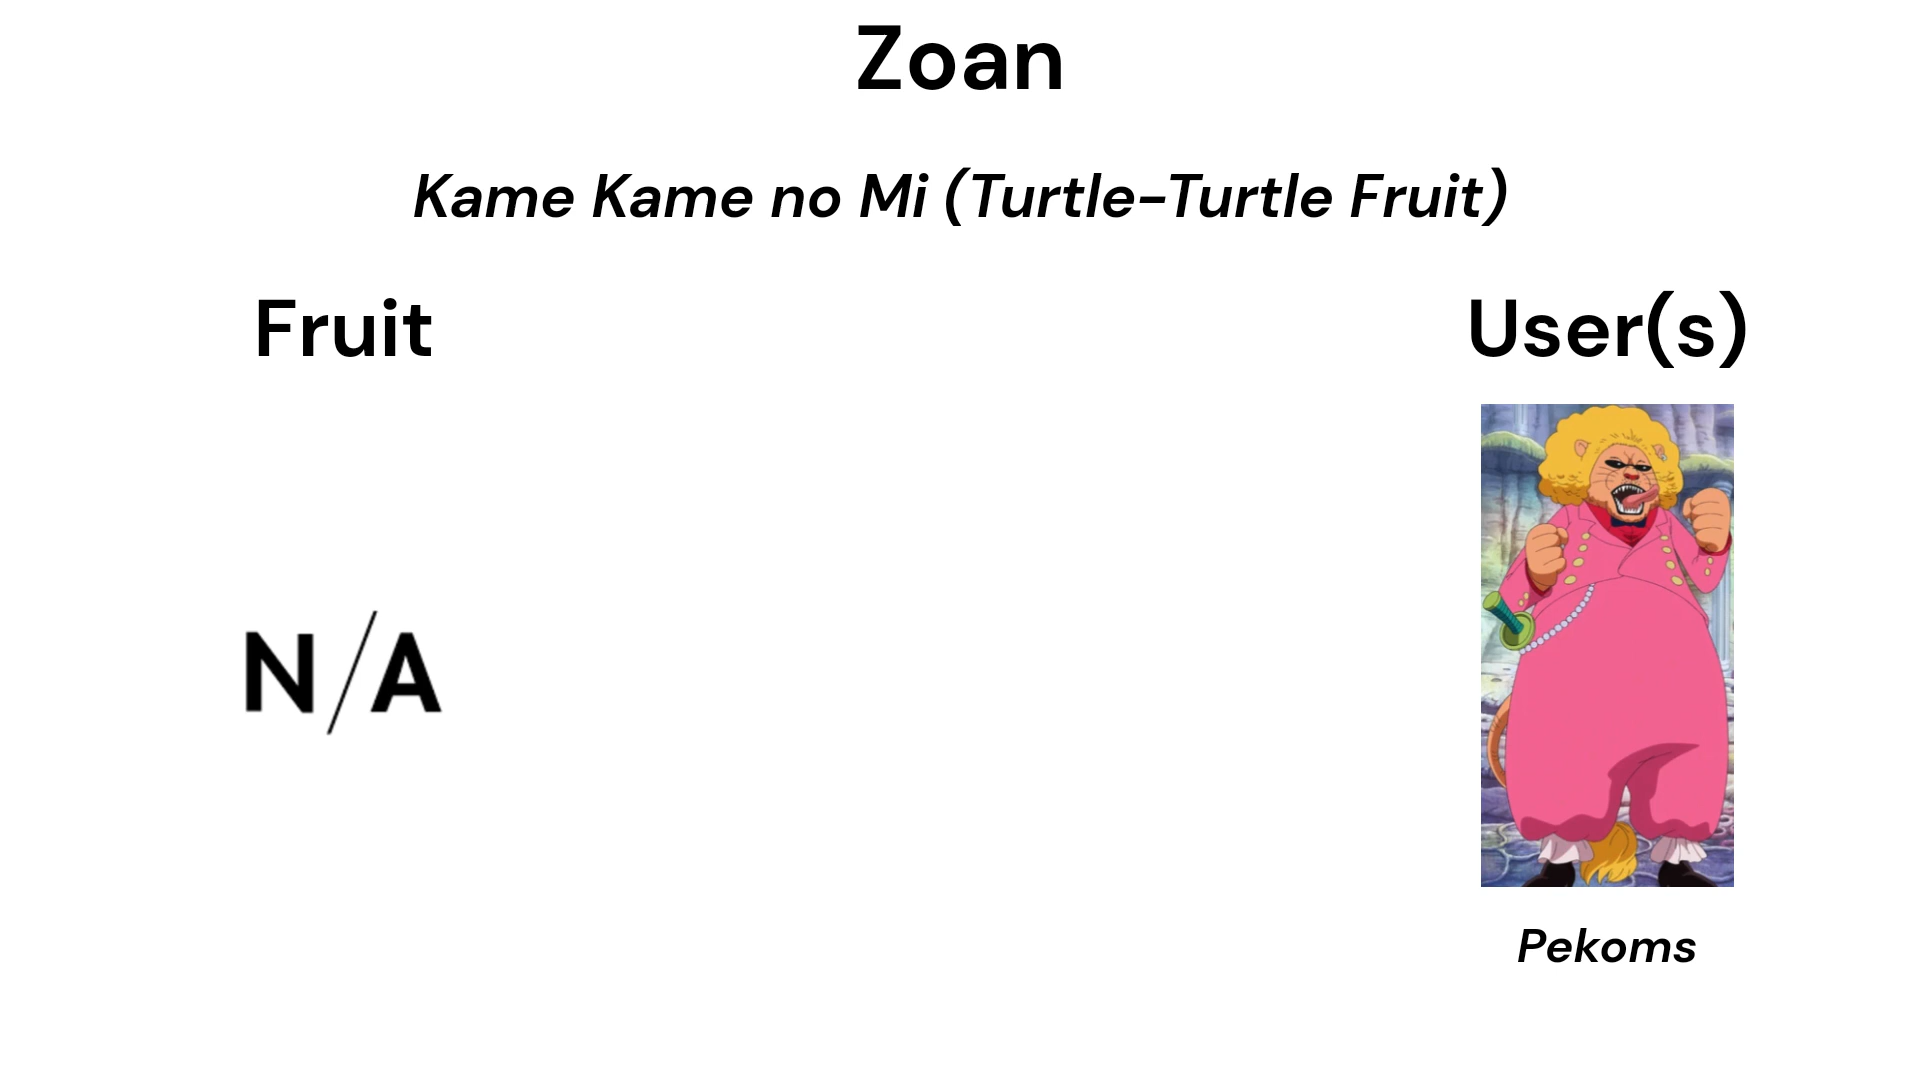 Zoan
Kame Kame no Mi (Turtle-Turtle Fruit)
Fruit
User(s)
N/A
Pekoms